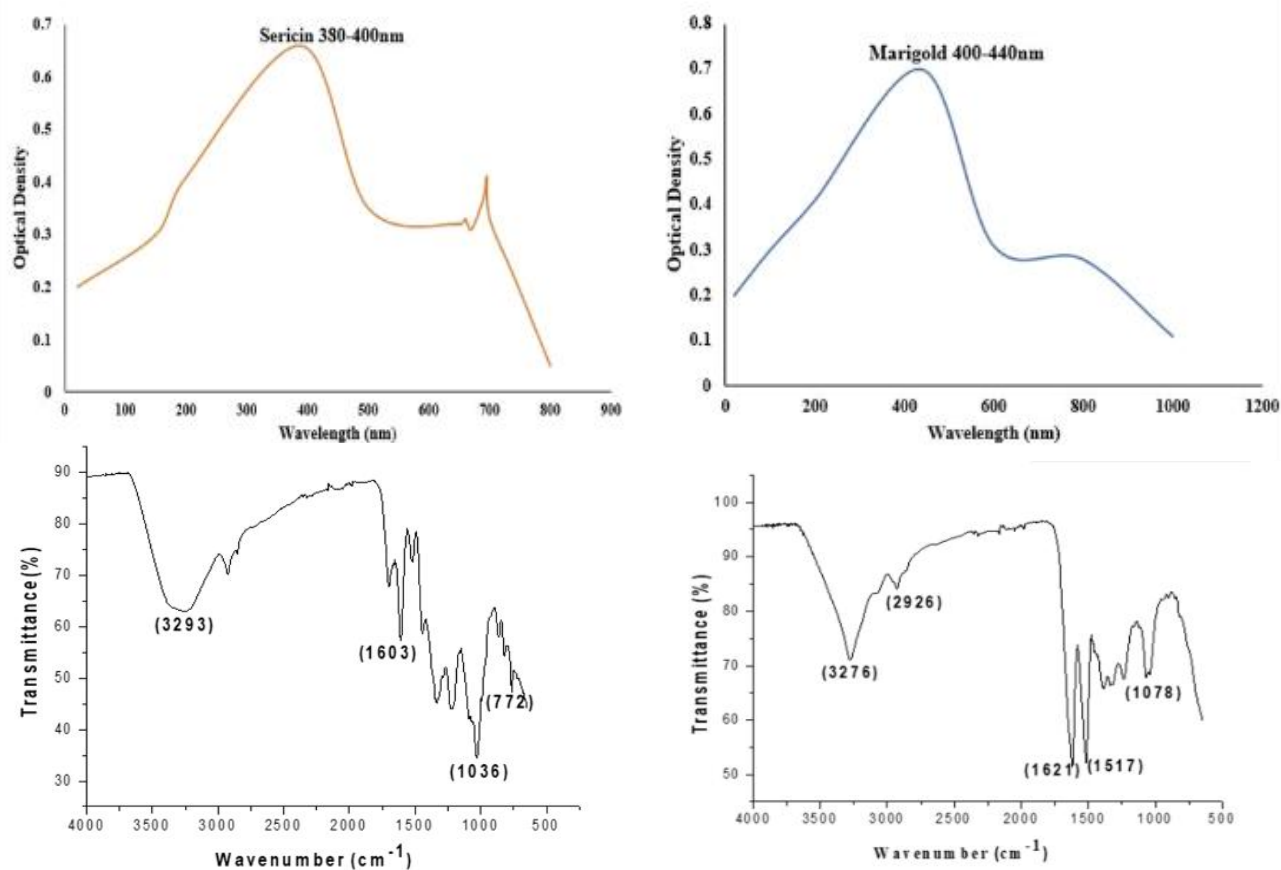 0.7
Sericin 380-400nm
0.6
0.5
0.4
0.3
0.2
0.1
0
Optical Density
0 100 200 300 400 500 600 700 800 900
Wavelength (nm)
0.8
Marigold 400-440nm
0.7
0.6
0.5
0.4
0.3
0.2
0.1
0
Optical Density
0 200 400 600 800 1000 1200
Wavelength (nm)
90
80
70
60
50
40
30
Transmittance (%)
(3293)
(1603)
(772)
(1036)
4000 3500 3000 2500 2000 1500 1000 500
Wavenumber (cm-1)
100
90
80
70
60
50
Transmittance (%)
(2926)
(3276)
(1078)
(1621) (1517)
4000 3500 3000 2500 2000 1500 1000 500
Wavenumber (cm-1)